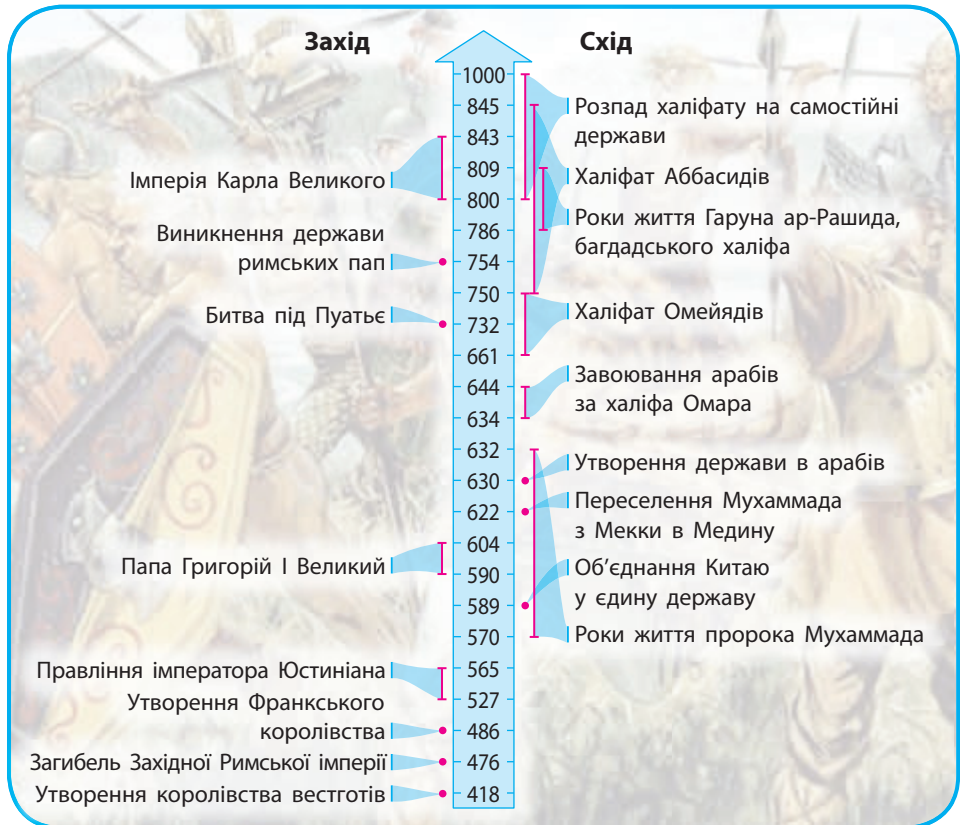 Захід
Схід
1000
845
843
809
800
786
754
750
732
661
644
634
632
630
622
604
590
589
570
565
527
486
476
418
Імперія Карла Великого
Виникнення держави
римських пап
Битва під Пуатьє
Папа Григорій І Великий
Правління імператора Юстиніана
Утворення Франкського
королівства
Загибель Західної Римської імперії
Утворення королівства вестготів
Розпад халіфату на самостійні
держави
Халіфат Аббасидів
Роки життя Гаруна ар-Рашида,
багдадського халіфа
Халіфат Омейядів
Завоювання арабів
за халіфа Омара
Утворення держави в арабів
Переселення Мухаммада
з Мекки в Медину
Об’єднання Китаю
у єдину державу
Роки життя пророка Мухаммада